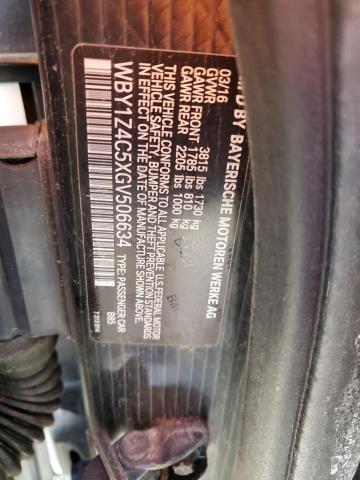 MFD BY BAYERISCHE MOTOREN WERKE AG
03/16
GVWR 3815 lbs 1730 kg
GAWR FRONT 1785 lbs 810 kg
GAWR REAR 2205 lbs 1000 kg
THIS VEHICLE CONFORMS TO ALL APPLICABLE U.S. FEDERAL MOTOR
VEHICLE SAFETY, BUMPER AND THEFT PREVENTION STANDARDS
IN EFFECT ON THE DATE OF MANUFACTURE SHOWN ABOVE.
WBY1Z4C5XGV506634 TYPE: PASSENGER CAR
B85